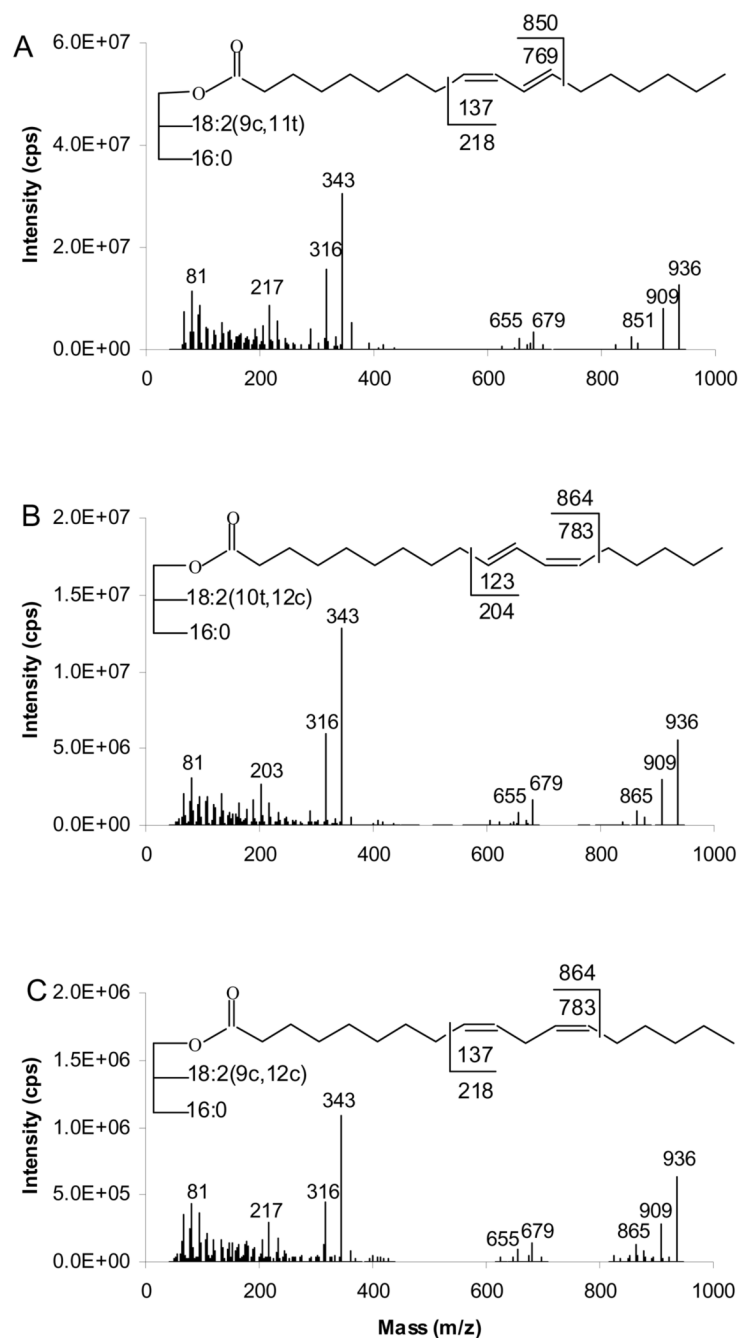 A
Intensity (cps)
6.0E+07
4.0E+07
2.0E+07
0.0E+00
O
O
18:2(9c,11t)
16:0
850
769
137
218
81
217
316
343
655
679
851
909
936
0
200
400
600
800
1000
B
Intensity (cps)
2.0E+07
1.5E+07
1.0E+07
5.0E+06
0.0E+00
O
O
18:2(10t,12c)
16:0
864
783
123
204
81
203
316
343
655
679
865
909
936
0
200
400
600
800
1000
C
Intensity (cps)
2.0E+06
1.5E+06
1.0E+06
5.0E+05
0.0E+00
O
O
18:2(9c,12c)
16:0
864
783
137
218
81
217
316
343
655
679
865
909
936
0
200
400
600
800
1000
Mass (m/z)